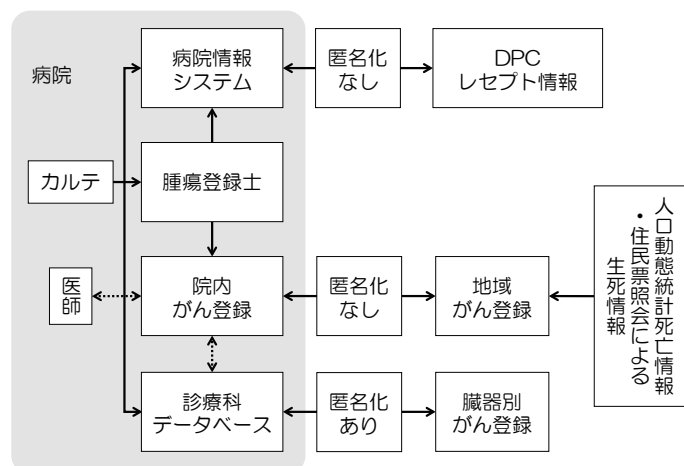 病院
病院情報
システム
匿名化
なし
DPC
レセプト情報
カルテ
腫瘍登録士
医師
院内
がん登録
匿名化
なし
地域
がん登録
人口動態統計死亡情報
・住民票照会による
生死情報
診療科
データベース
匿名化
あり
臓器別
がん登録